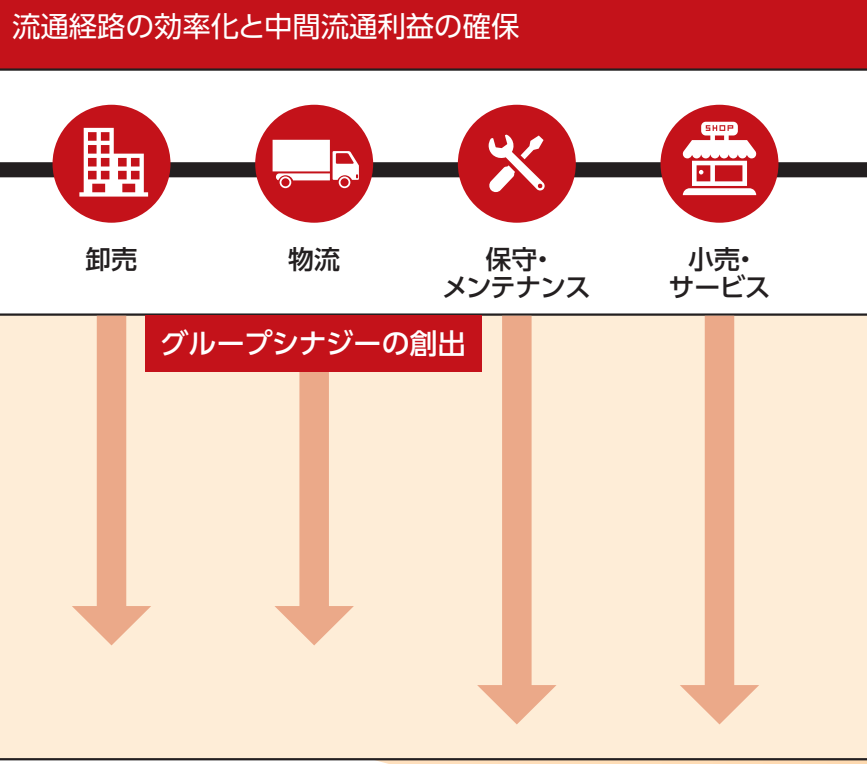 流通経路の効率化と中間流通利益の確保
SHOP
卸売
物流
保守・
メンテナンス
小売・
サービス
グループシナジーの創出